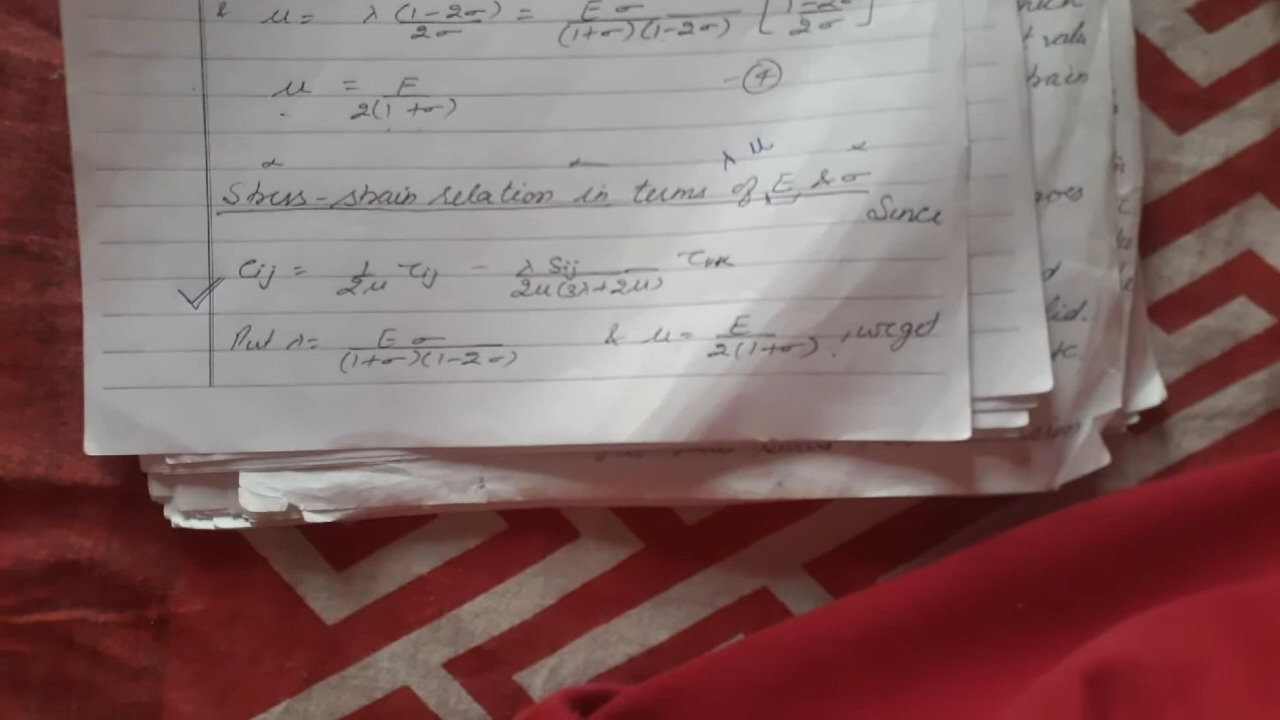 & μ = λ(1-2σ)/2σ = Eσ/(1+σ)(1-2σ) [1-2σ/2σ]
μ = E/2(1+σ) - ④
λ μ
Stress-strain relation in terms of E & σ
Since
eij = 1/2μ τij - λ δij/2μ(3λ+2μ) τkk
Put λ = Eσ/(1+σ)(1-2σ) & μ = E/2(1+σ), we get